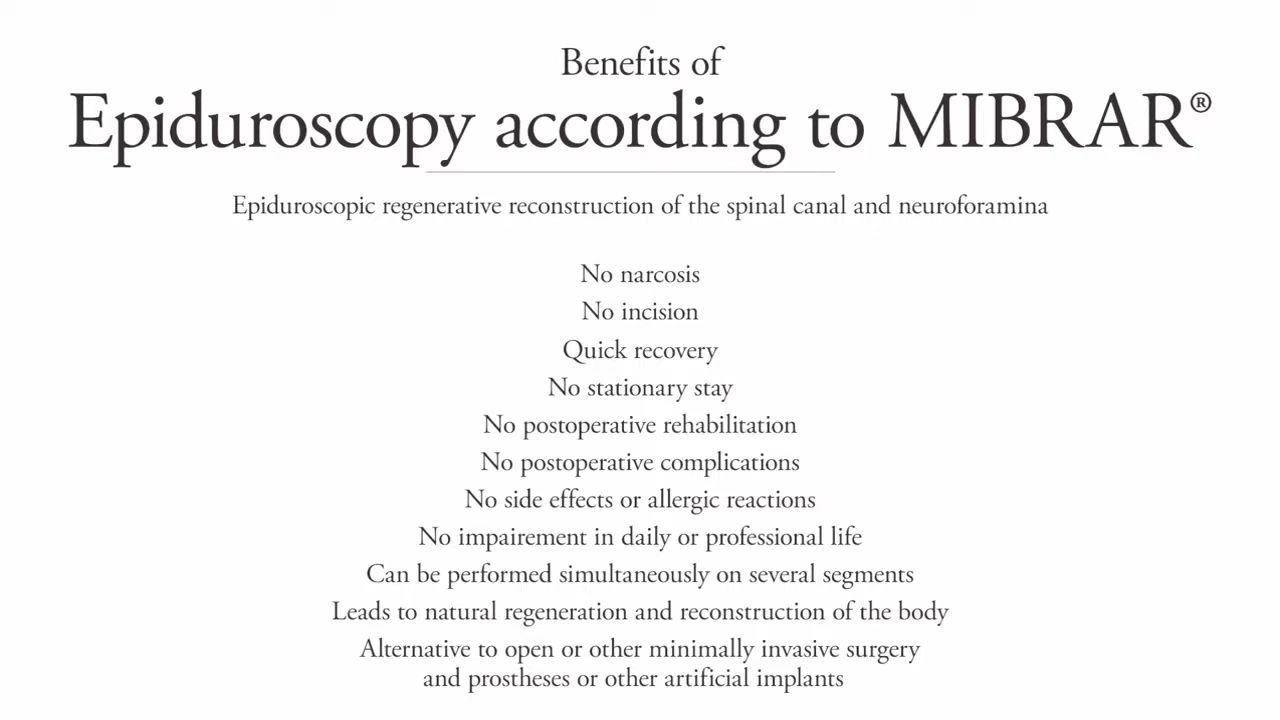 Benefits of
Epiduroscopy according to MIBRAR®
Epiduroscopic regenerative reconstruction of the spinal canal and neuroforamina
No narcosis
No incision
Quick recovery
No stationary stay
No postoperative rehabilitation
No postoperative complications
No side effects or allergic reactions
No impairment in daily or professional life
Can be performed simultaneously on several segments
Leads to natural regeneration and reconstruction of the body
Alternative to open or other minimally invasive surgery
and prostheses or other artificial implants